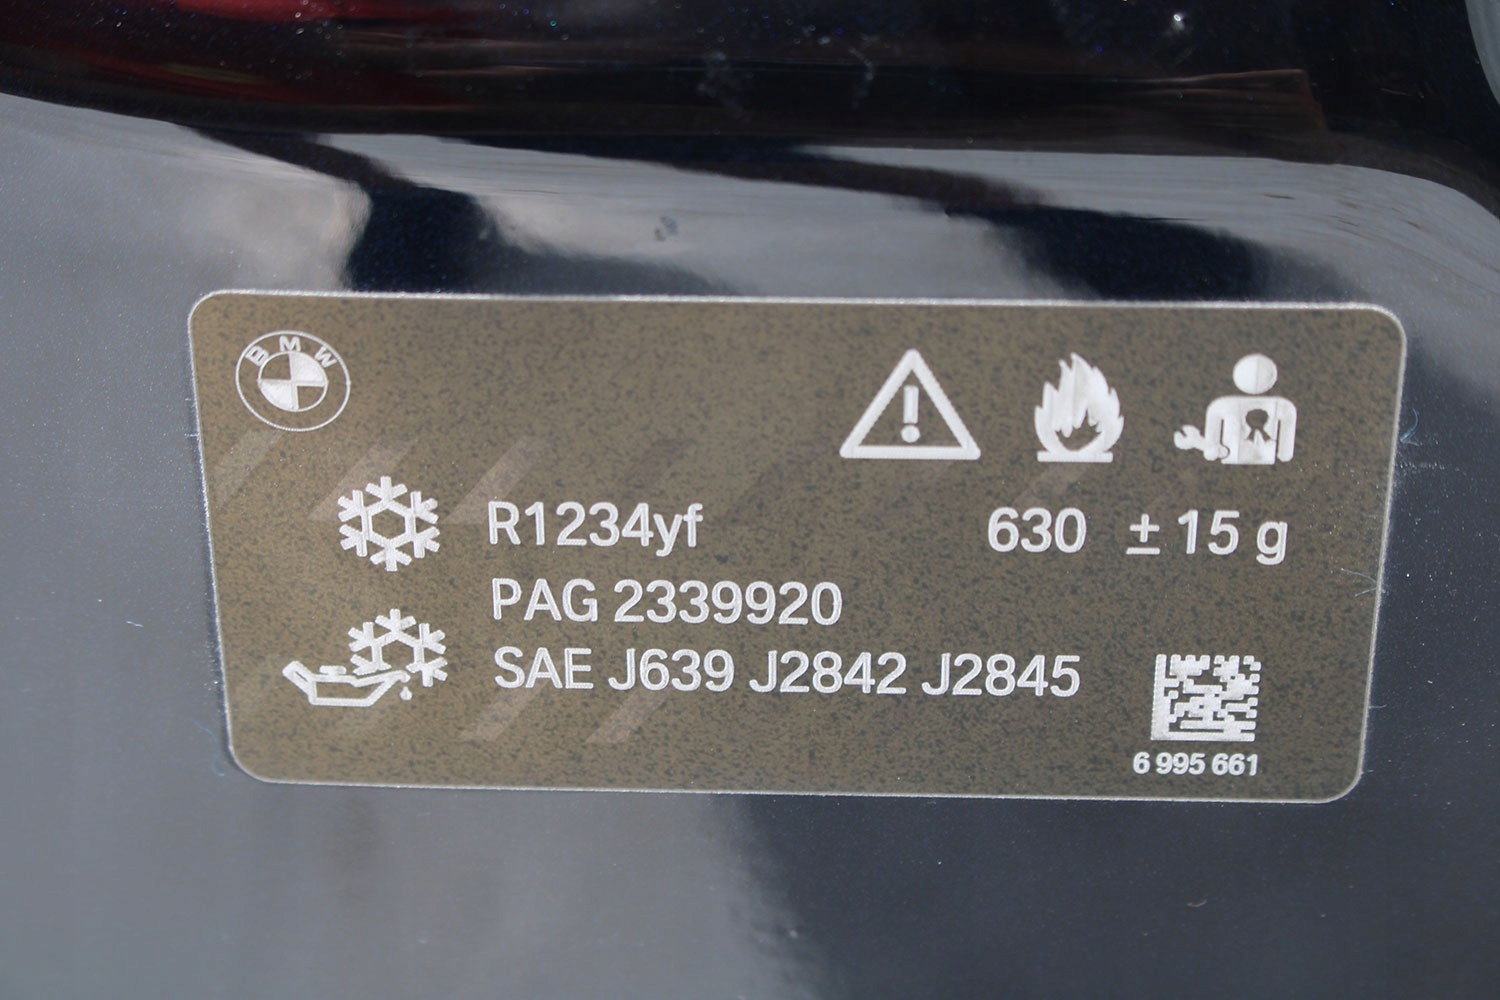 BMW
R1234yf 630 ± 15 g
PAG 2339920
SAE J639 J2842 J2845
6 995 661